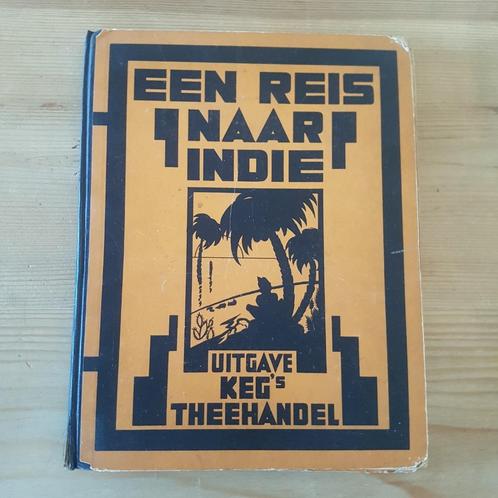 EEN REIS
NAAR
INDIE
UITGAVE
KEG's
THEEHANDEL